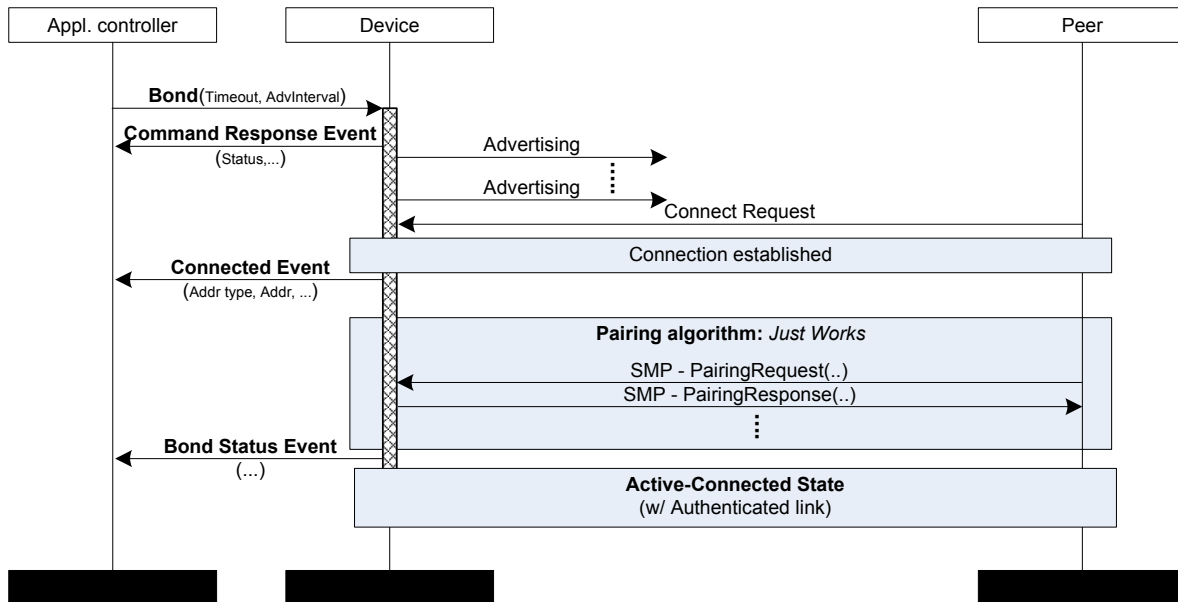 Appl. controller
Device
Peer
Bond(Timeout, AdvInterval)
Command Response Event
(Status,...)
Advertising
Advertising
Connect Request
Connection established
Connected Event
(Addr type, Addr, ...)
Pairing algorithm: Just Works
SMP - PairingRequest(..)
SMP - PairingResponse(..)
Bond Status Event
(...)
Active-Connected State
(w/ Authenticated link)